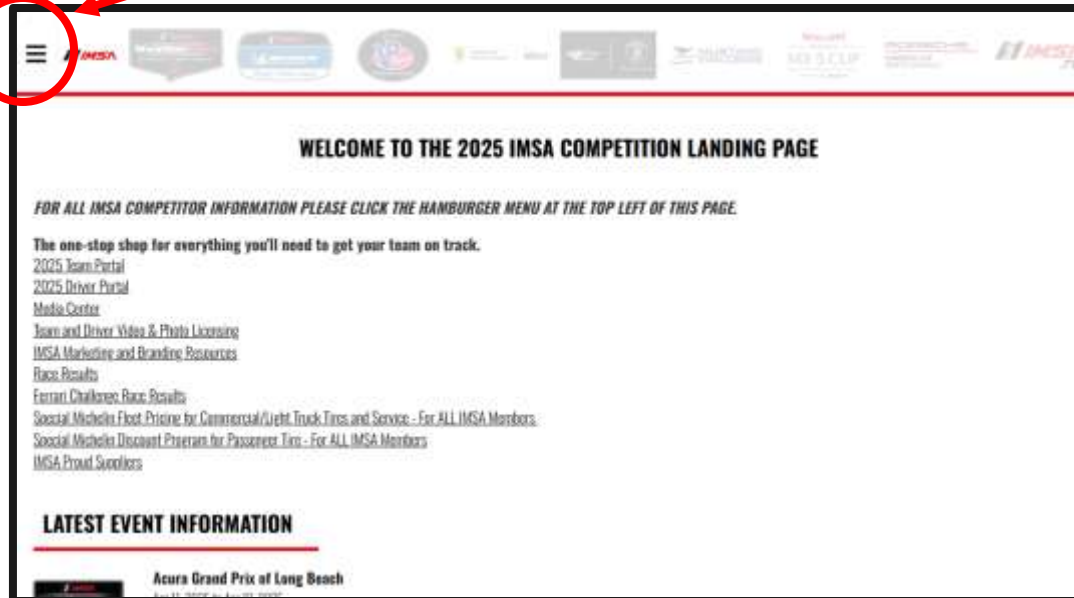 IMSA
WELCOME TO THE 2025 IMSA COMPETITION LANDING PAGE
FOR ALL IMSA COMPETITOR INFORMATION PLEASE CLICK THE HAMBURGER MENU AT THE TOP LEFT OF THIS PAGE.
The one-stop shop for everything you'll need to get your team on track.
2025 Team Portal
2025 Driver Portal
Media Center
Team and Driver Video & Photo Licensing
IMSA Marketing and Branding Resources
Race Results
Ferrari Challenge Race Results
Special Michelin Fleet Pricing for Commercial/Light Truck Tires and Service - For ALL IMSA Members
Special Michelin Discount Program for Passenger Tire - For ALL IMSA Members
IMSA Proud Suppliers
LATEST EVENT INFORMATION
Acura Grand Prix of Long Beach